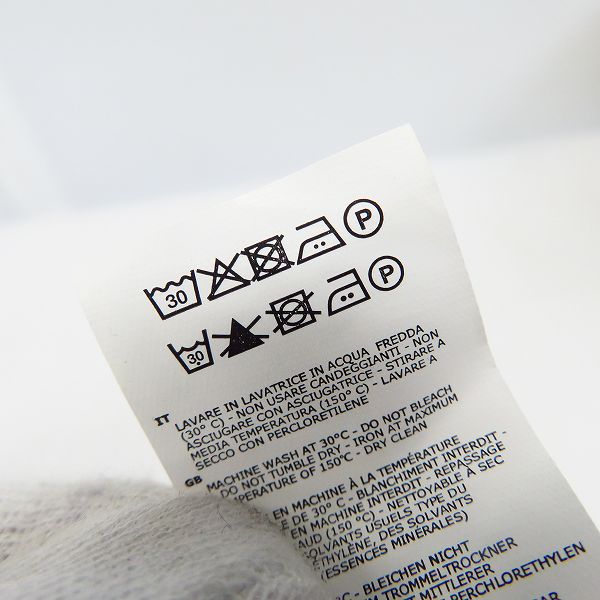 30 P
30 P
IT LAVARE IN LAVATRICE IN ACQUA FREDDA
(30° C) - NON USARE CANDEGGIANTI - NON
ASCIUGARE CON ASCIUGATRICE - STIRARE A
MEDIA TEMPERATURA (150° C) - LAVARE A
SECCO CON PERCLORETILENE
GB MACHINE WASH AT 30°C - DO NOT BLEACH
DO NOT TUMBLE DRY - IRON AT MAXIMUM
TEMPERATURE OF 150°C - DRY CLEAN
EN MACHINE À LA TEMPÉRATURE
DE 30° C - BLANCHIMENT INTERDIT -
EN MACHINE INTERDIT - REPASSAGE
(150 °C) - NETTOYABLE À SEC
SOLVANTS USUELS TYPE DU
DES SOLVANTS
(ESSENCES MINÉRALES)
°C - BLEICHEN NICHT
IM TROMMELTROCKNER
MITTLERER
PERCHLORETHYLEN